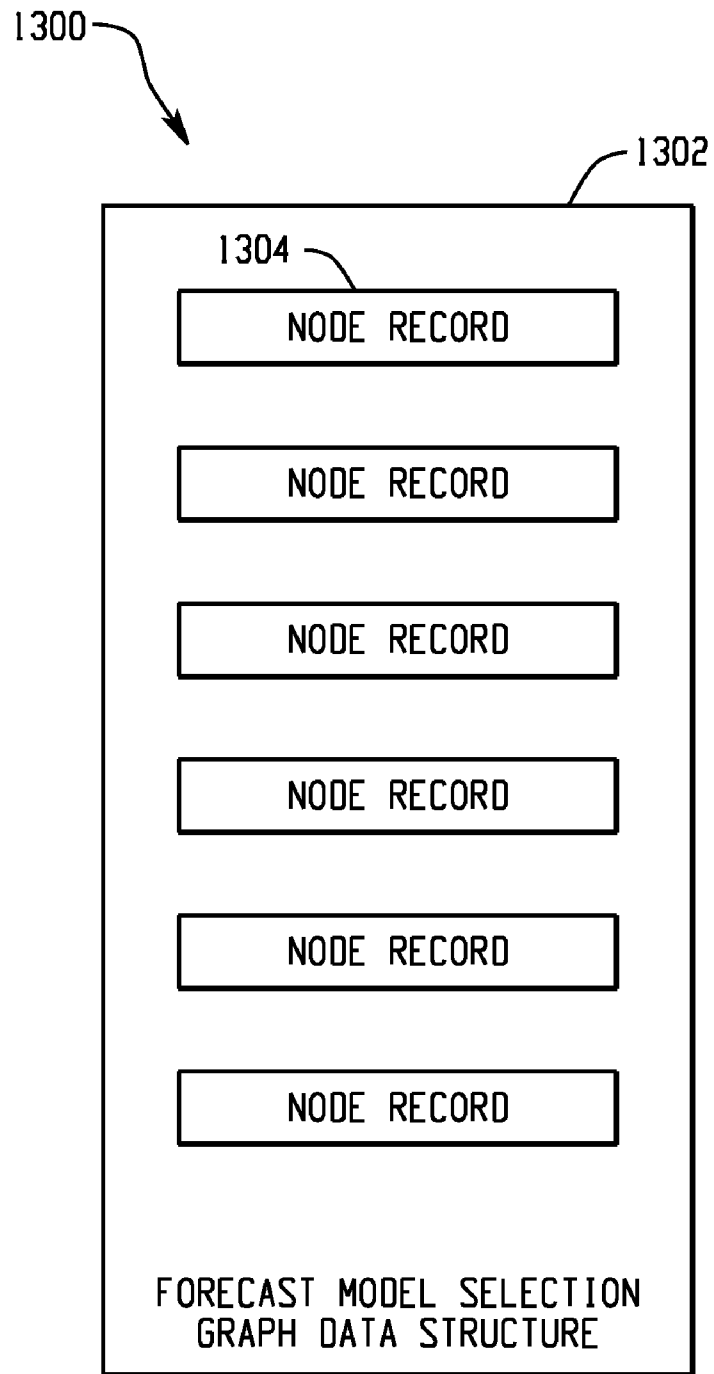 1300
1302
1304
NODE RECORD
NODE RECORD
NODE RECORD
NODE RECORD
NODE RECORD
NODE RECORD
FORECAST MODEL SELECTION
GRAPH DATA STRUCTURE